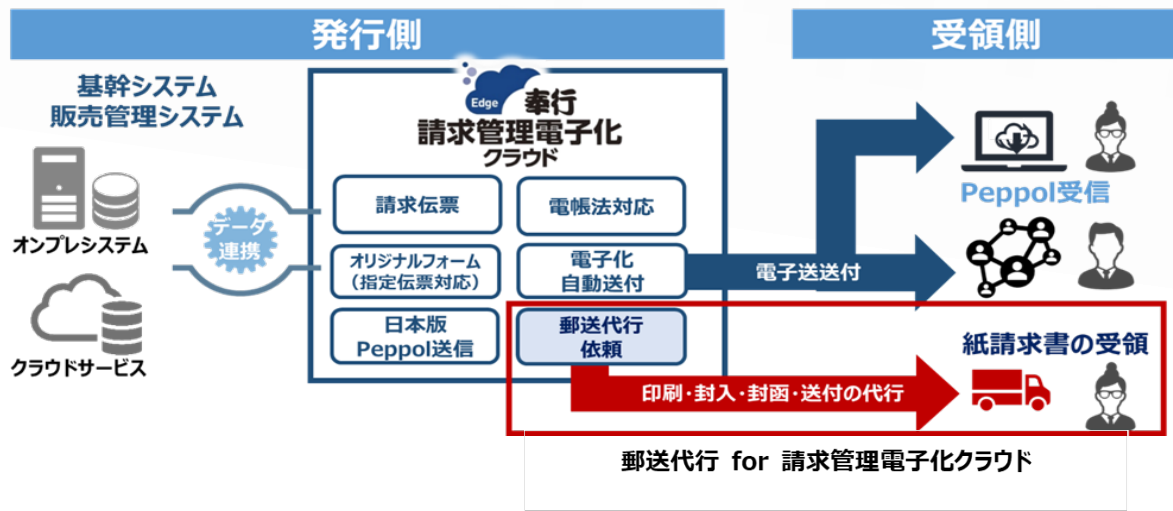 発行側
受領側
基幹システム
販売管理システム
オンプレシステム
クラウドサービス
データ
連携
Edge
奉行
請求管理電子化
クラウド
請求伝票
電帳法対応
オリジナルフォーム
（指定伝票対応）
電子化
自動送付
日本版
Peppol送信
郵送代行
依頼
電子送送付
Peppol受信
紙請求書の受領
印刷・封入・封函・送付の代行
郵送代行 for 請求管理電子化クラウド